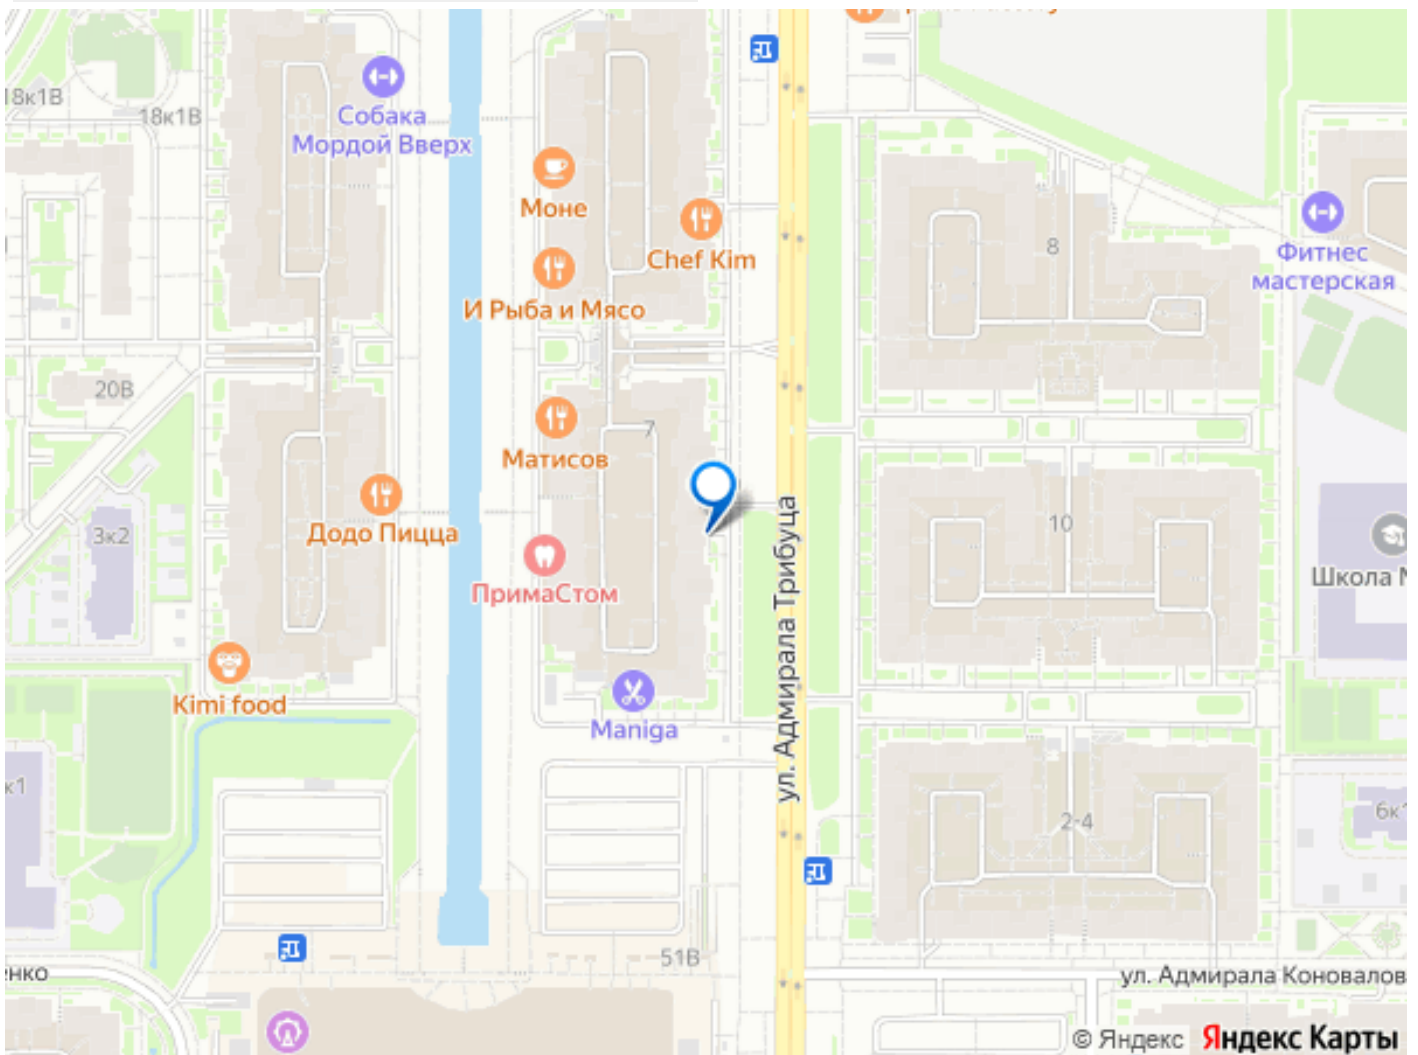 18к1В
18к1В
Собака
Мордой Вверх
Моне
Chef Kim
8
Фитнес
мастерская
И Рыба и Мясо
20В
7
Матисов
3к2
Додо Пицца
10
ПримаСтом
Школа
ул. Адмирала Трибуца
Kimi food
Maniga
к1
2-4
6к1
51В
ул. Адмирала Коновалов
© Яндекс Яндекс Карты